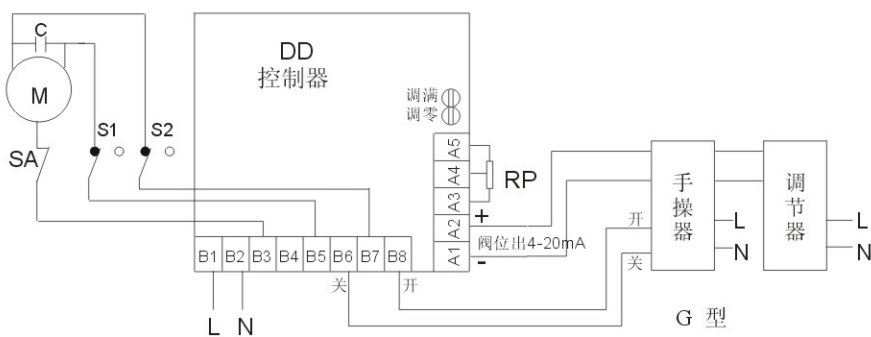 C
M
SA
S1
S2
DD
控制器
调满
调零
A5
A4
A3
A2
A1
RP
+
阀位出4-20mA
-
B1 B2 B3 B4 B5 B6 B7 B8
关
开
L N
开
关
手操器
L
N
调节器
L
N
G 型